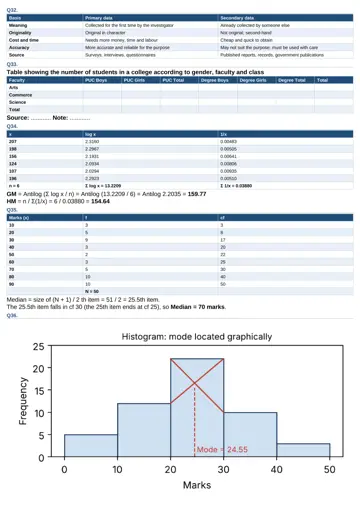 Q32.
Basis Primary data Secondary data
Meaning Collected for the first time by the investigator Already collected by someone else
Originality Original in character Not original; second-hand
Cost and time Needs more money, time and labour Cheap and quick to obtain
Accuracy More accurate and reliable for the purpose May not suit the purpose; must be used with care
Source Surveys, interviews, questionnaires Published reports, records, government publications
Q33.
Table showing the number of students in a college according to gender, faculty and class
Faculty PUC Boys PUC Girls PUC Total Degree Boys Degree Girls Degree Total Total
Arts
Commerce
Science
Total
Source: ............ Note: ............
Q34.
x log x 1/x
207 2.3160 0.00483
198 2.2967 0.00505
156 2.1931 0.00641
124 2.0934 0.00806
107 2.0294 0.00935
196 2.2923 0.00510
n = 6 Σ log x = 13.2209 Σ 1/x = 0.03880
GM = Antilog (Σ log x / n) = Antilog (13.2209 / 6) = Antilog 2.2035 = 159.77
HM = n / Σ(1/x) = 6 / 0.03880 = 154.64
Q35.
Marks (x) f cf
10 3 3
20 5 8
30 9 17
40 3 20
50 2 22
60 3 25
70 5 30
80 10 40
90 10 50
N = 50
Median = size of (N + 1) / 2 th item = 51 / 2 = 25.5th item.
The 25.5th item falls in cf 30 (the 25th item ends at cf 25), so Median = 70 marks.
Q36.
Histogram: mode located graphically
Frequency
25
20
15
10
5
0
Mode = 24.55
0 10 20 30 40 50
Marks